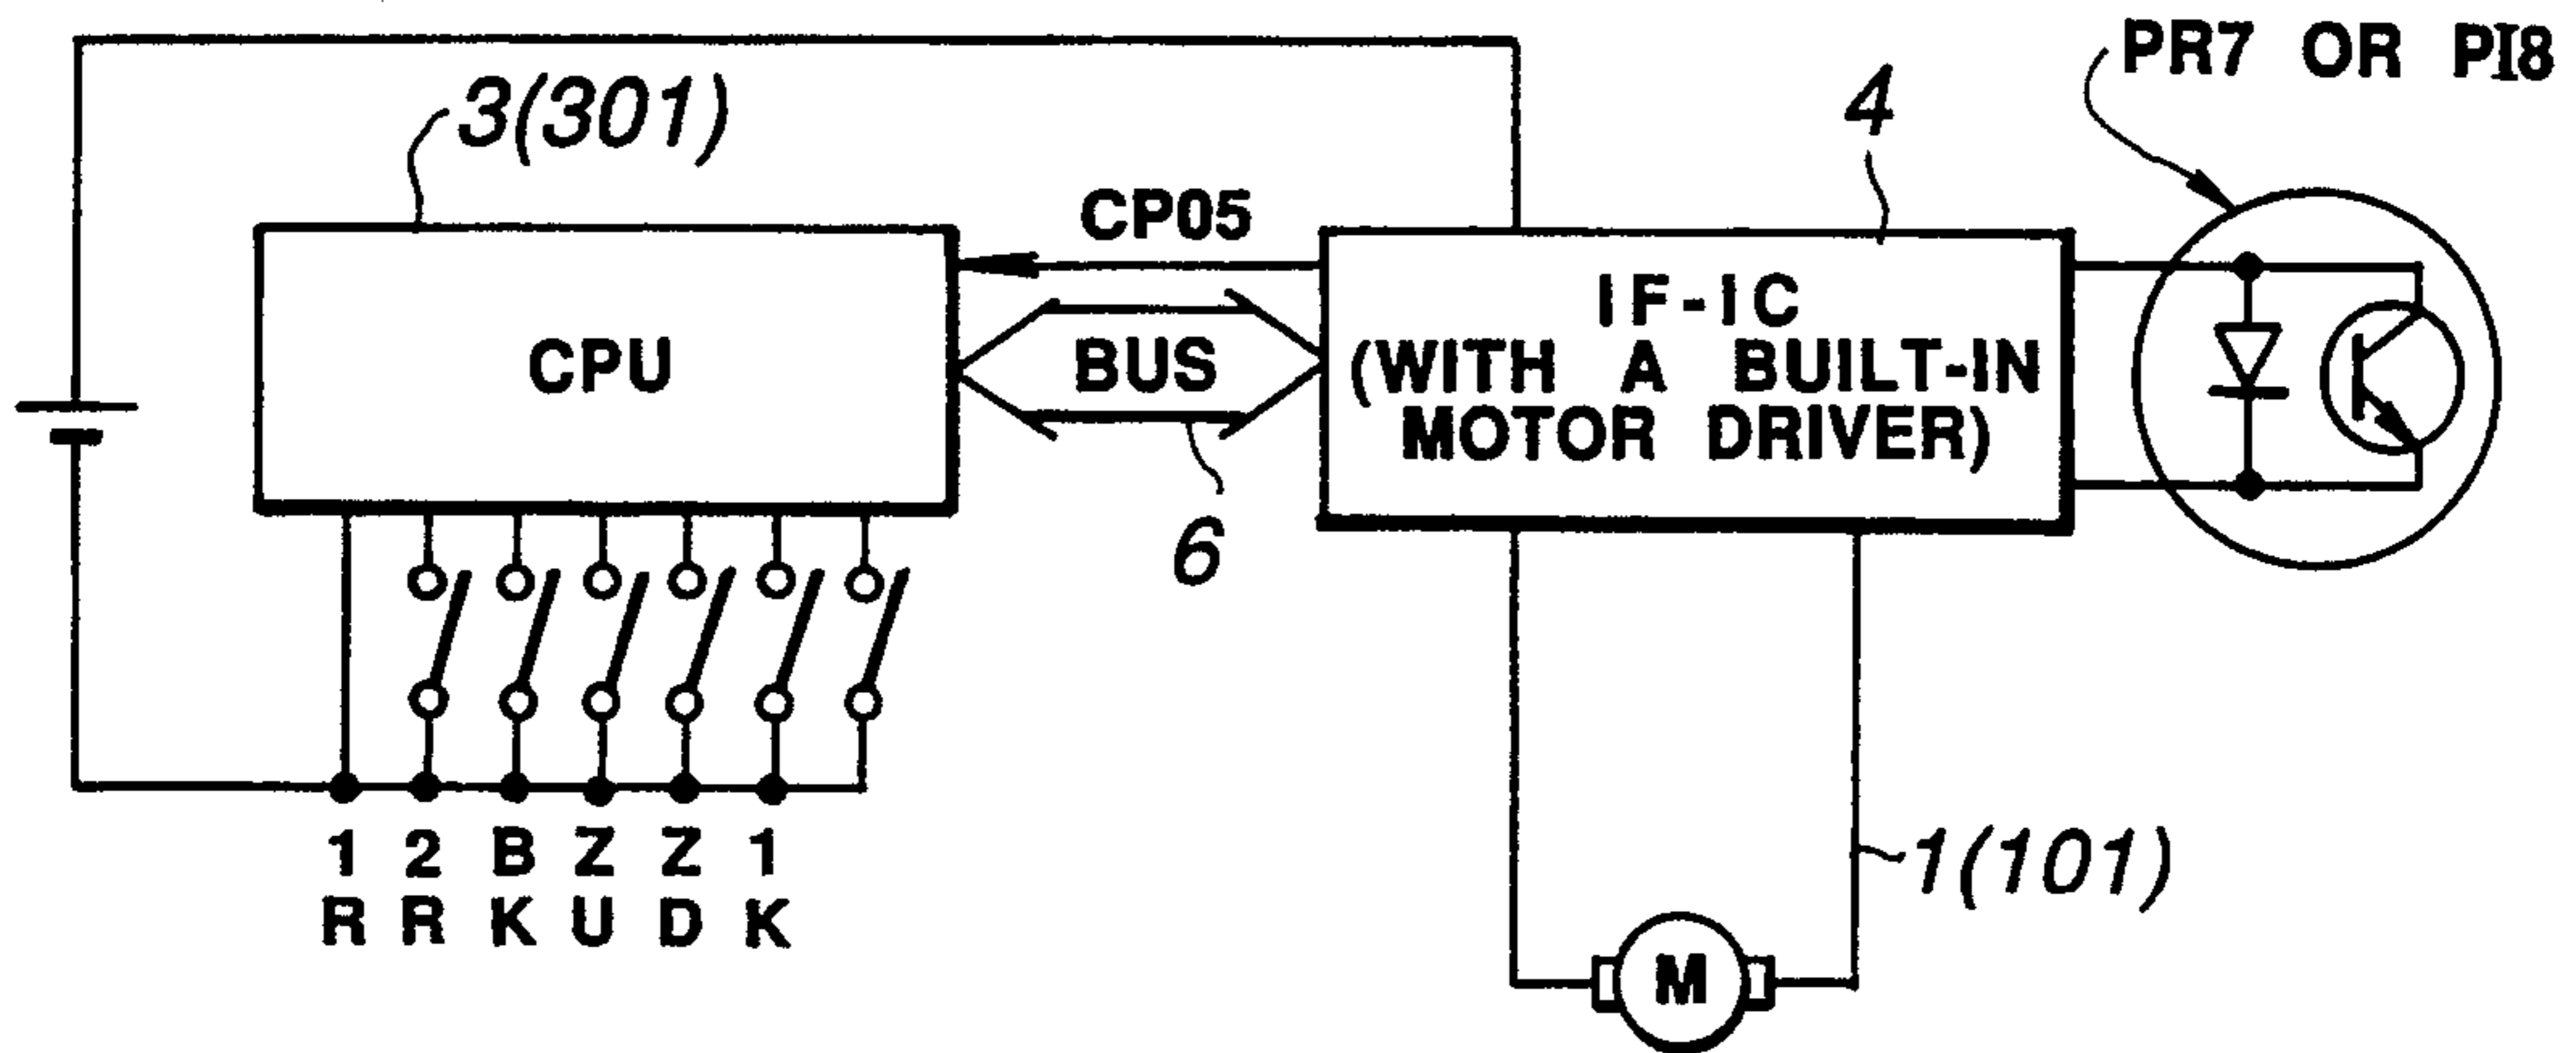 PR7 OR PI8
3(301)
4
CP05
CPU
BUS
IF-IC
(WITH A BUILT-IN
MOTOR DRIVER)
6
1 2 B Z Z 1
R R K U D K
1(101)
M